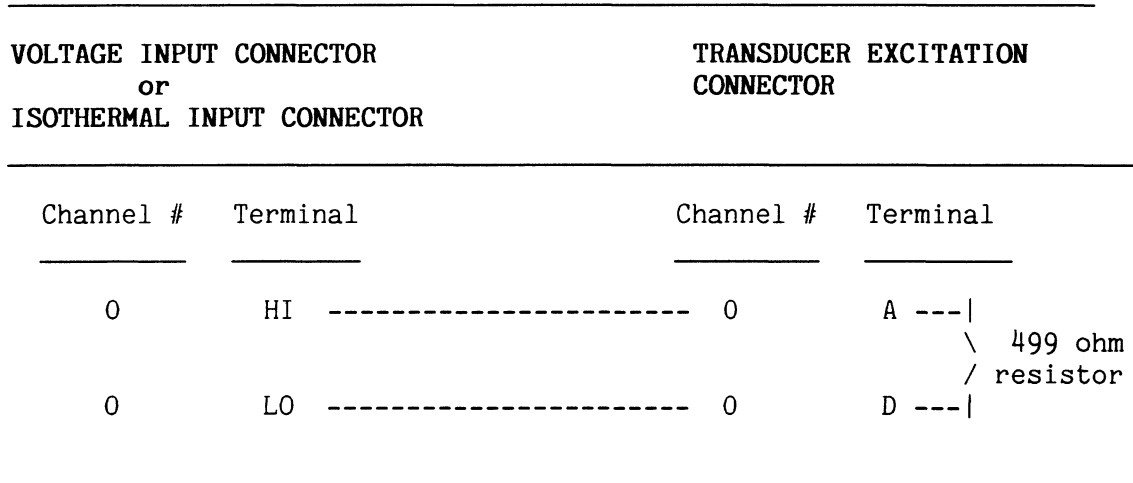 VOLTAGE INPUT CONNECTOR TRANSDUCER EXCITATION
or CONNECTOR
ISOTHERMAL INPUT CONNECTOR
Channel # Terminal Channel # Terminal
0 HI ----------------------- 0 A ---|
\ 499 ohm
/ resistor
0 LO ----------------------- 0 D ---|